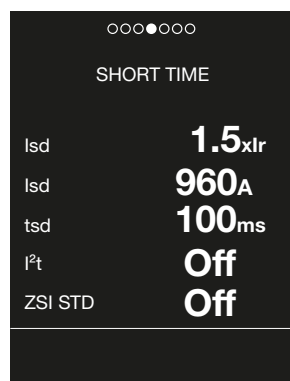 SHORT TIME
Isd 1.5xIr
Isd 960A
tsd 100ms
I²t Off
ZSI STD Off